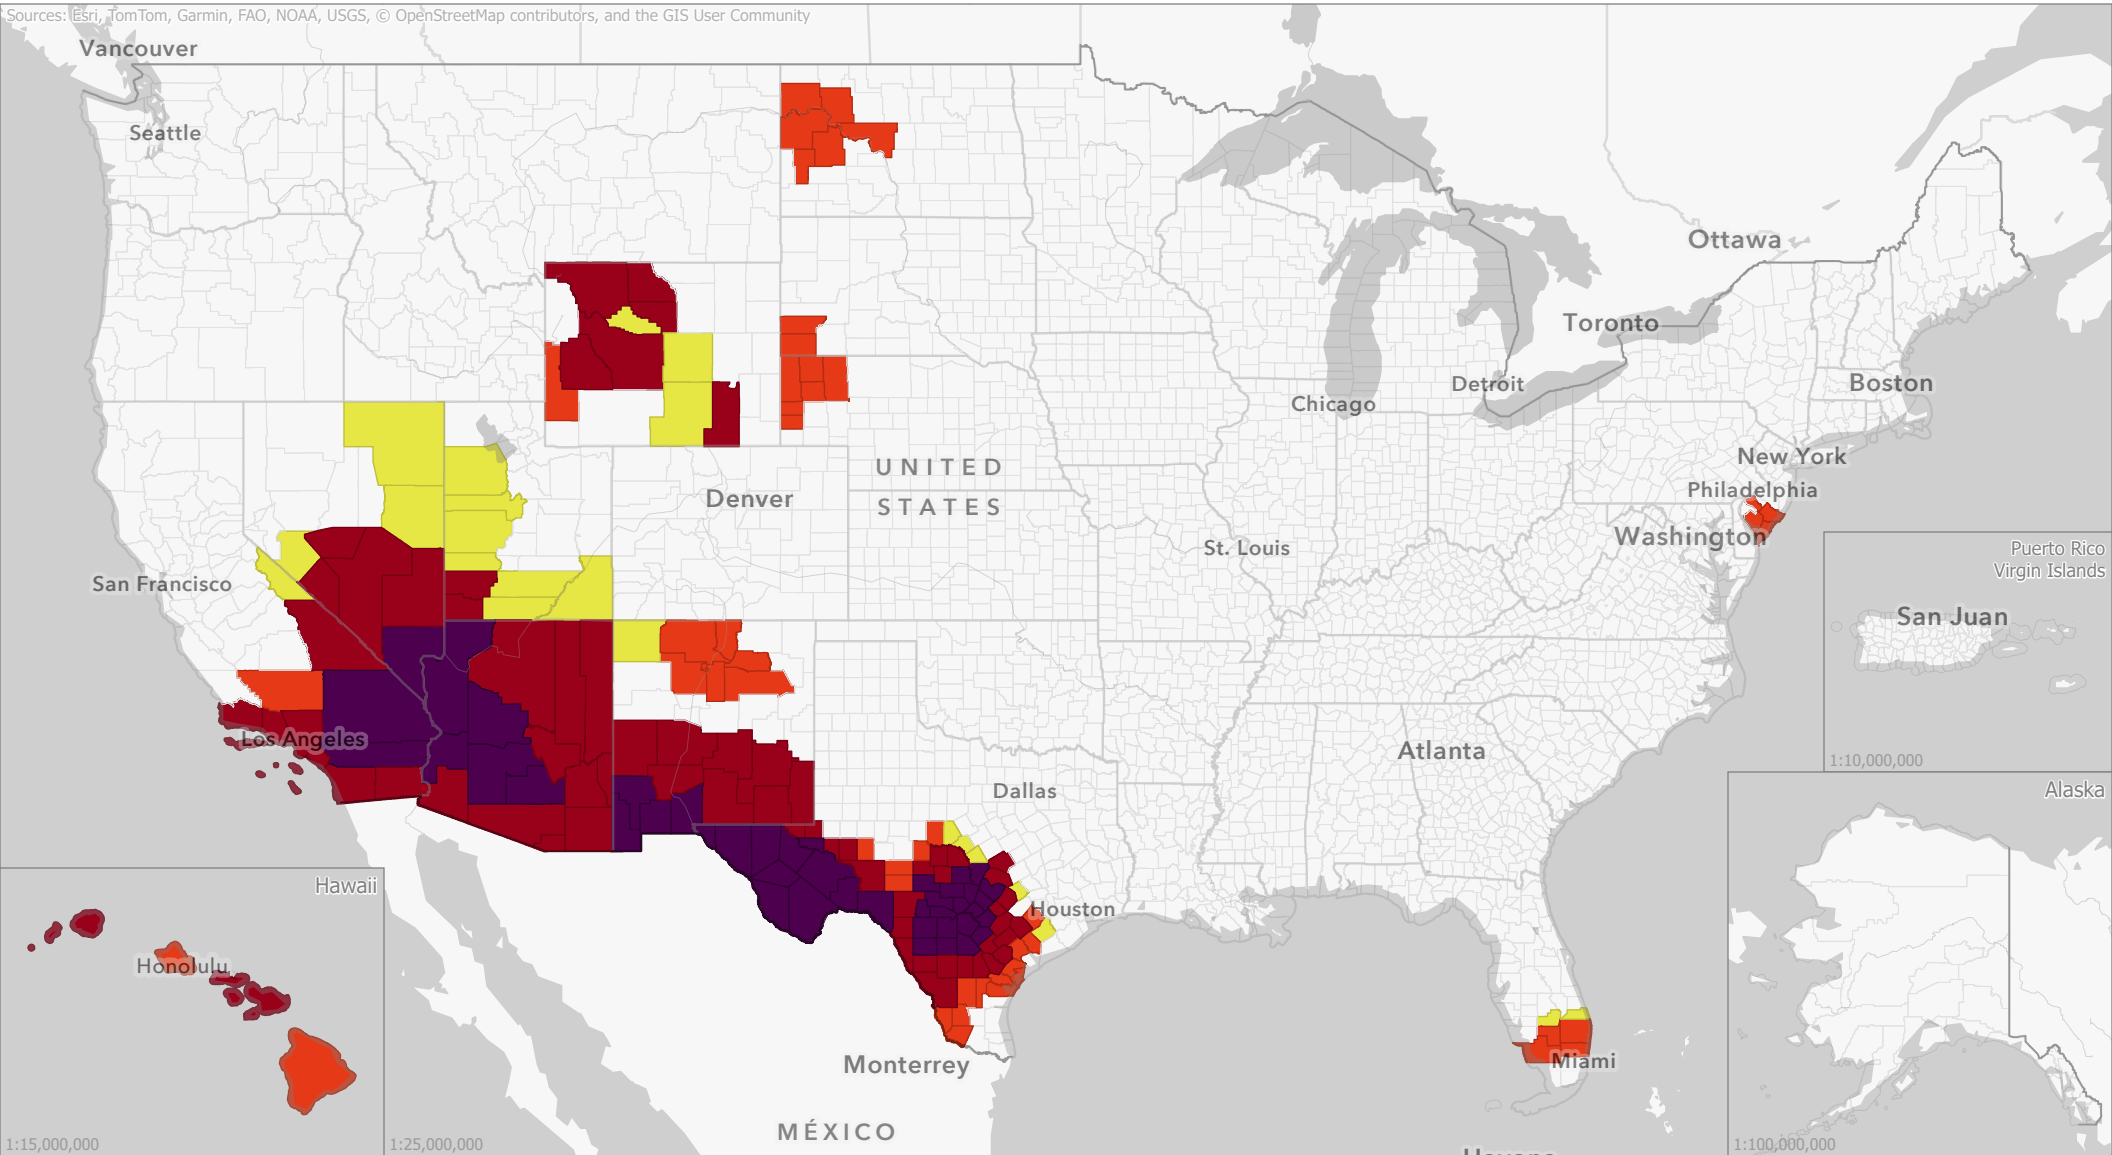 Sources: Esri, TomTom, Garmin, FAO, NOAA, USGS, © OpenStreetMap contributors, and the GIS User Community
Vancouver
Seattle
Ottawa
Toronto
Boston
Detroit
Chicago
New York
UNITED
STATES
Denver
Philadelphia
Washington
St. Louis
San Francisco
Puerto Rico
Virgin Islands
San Juan
1:10,000,000
Los Angeles
Atlanta
Dallas
Alaska
Hawaii
Houston
Honolulu
Monterrey
Miami
MÉXICO
1:15,000,000
1:25,000,000
1:100,000,000
Havana